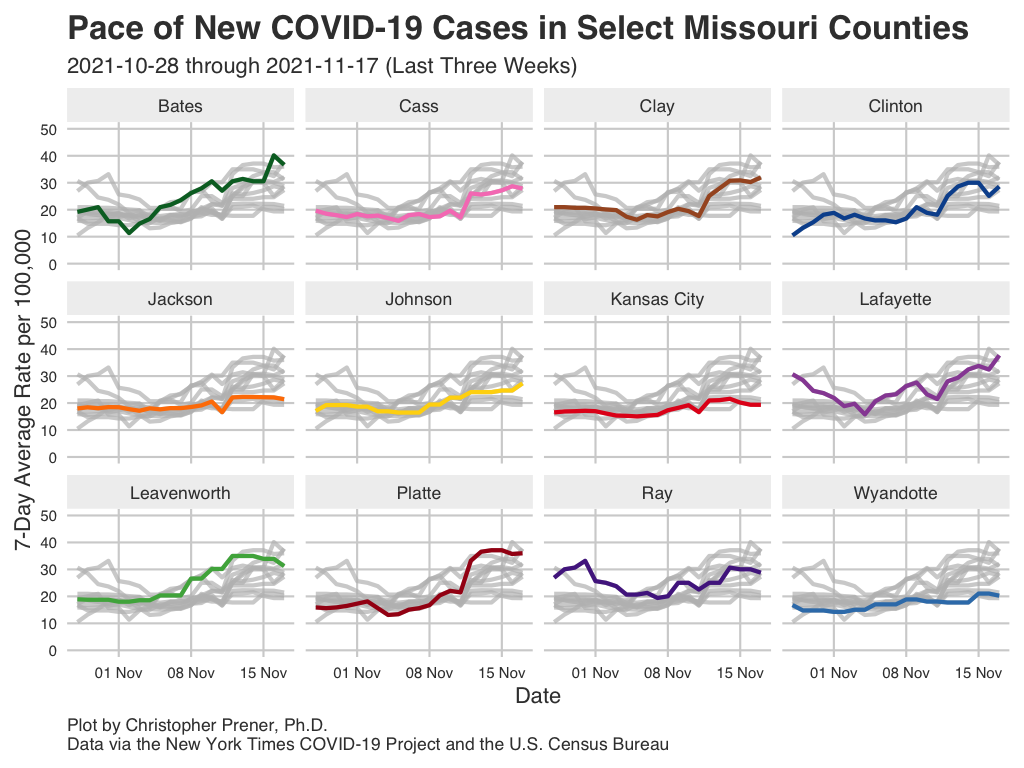 Pace of New COVID-19 Cases in Select Missouri Counties
2021-10-28 through 2021-11-17 (Last Three Weeks)
Bates Cass Clay Clinton
50
40
30
20
10
0
Jackson Johnson Kansas City Lafayette
50
40
30
20
10
0
Leavenworth Platte Ray Wyandotte
50
40
30
20
10
0
7-Day Average Rate per 100,000
01 Nov 08 Nov 15 Nov 01 Nov 08 Nov 15 Nov 01 Nov 08 Nov 15 Nov 01 Nov 08 Nov 15 Nov
Date
Plot by Christopher Prener, Ph.D.
Data via the New York Times COVID-19 Project and the U.S. Census Bureau